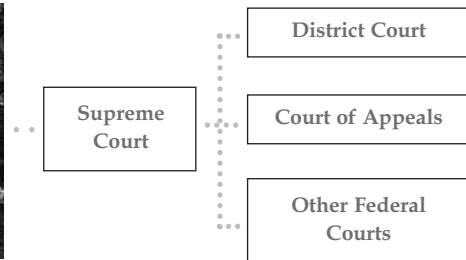 District Court
Supreme
Court
Court of Appeals
Other Federal
Courts